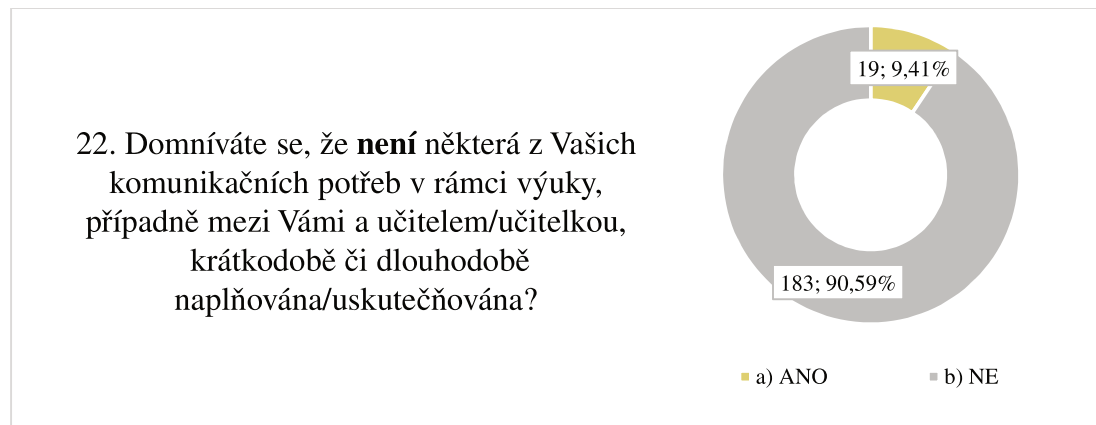 22. Domníváte se, že není některá z Vašich
komunikačních potřeb v rámci výuky,
případně mezi Vámi a učitelem/učitelkou,
krátkodobě či dlouhodobě
naplňována/uskutečňována?
19; 9,41%
183; 90,59%
a) ANO
b) NE